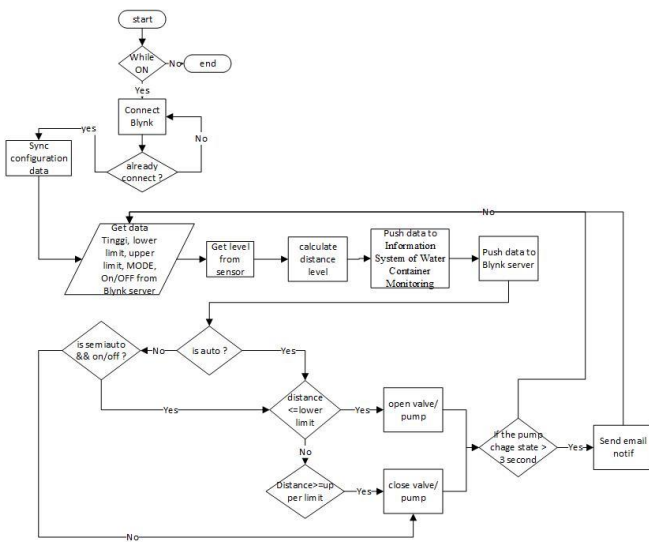 start
While
ON
No
end
Yes
Connect
Blynk
yes
No
Sync
configuration
data
already
connect ?
No
Get data
Tinggi, lower
limit, upper
limit, MODE,
On/OFF from
Blynk server
Get level
from
sensor
calculate
distance
level
Push data to
Information
System of Water
Container
Monitoring
Push data to
Blynk server
is semiauto
&& on/off ?
No
is auto ?
Yes
Yes
distance
<=lower
limit
Yes
open valve/
pump
No
Distance>=up
per limit
Yes
close valve/
pump
if the pump
chage state >
3 second
Yes
Send email
notif
No